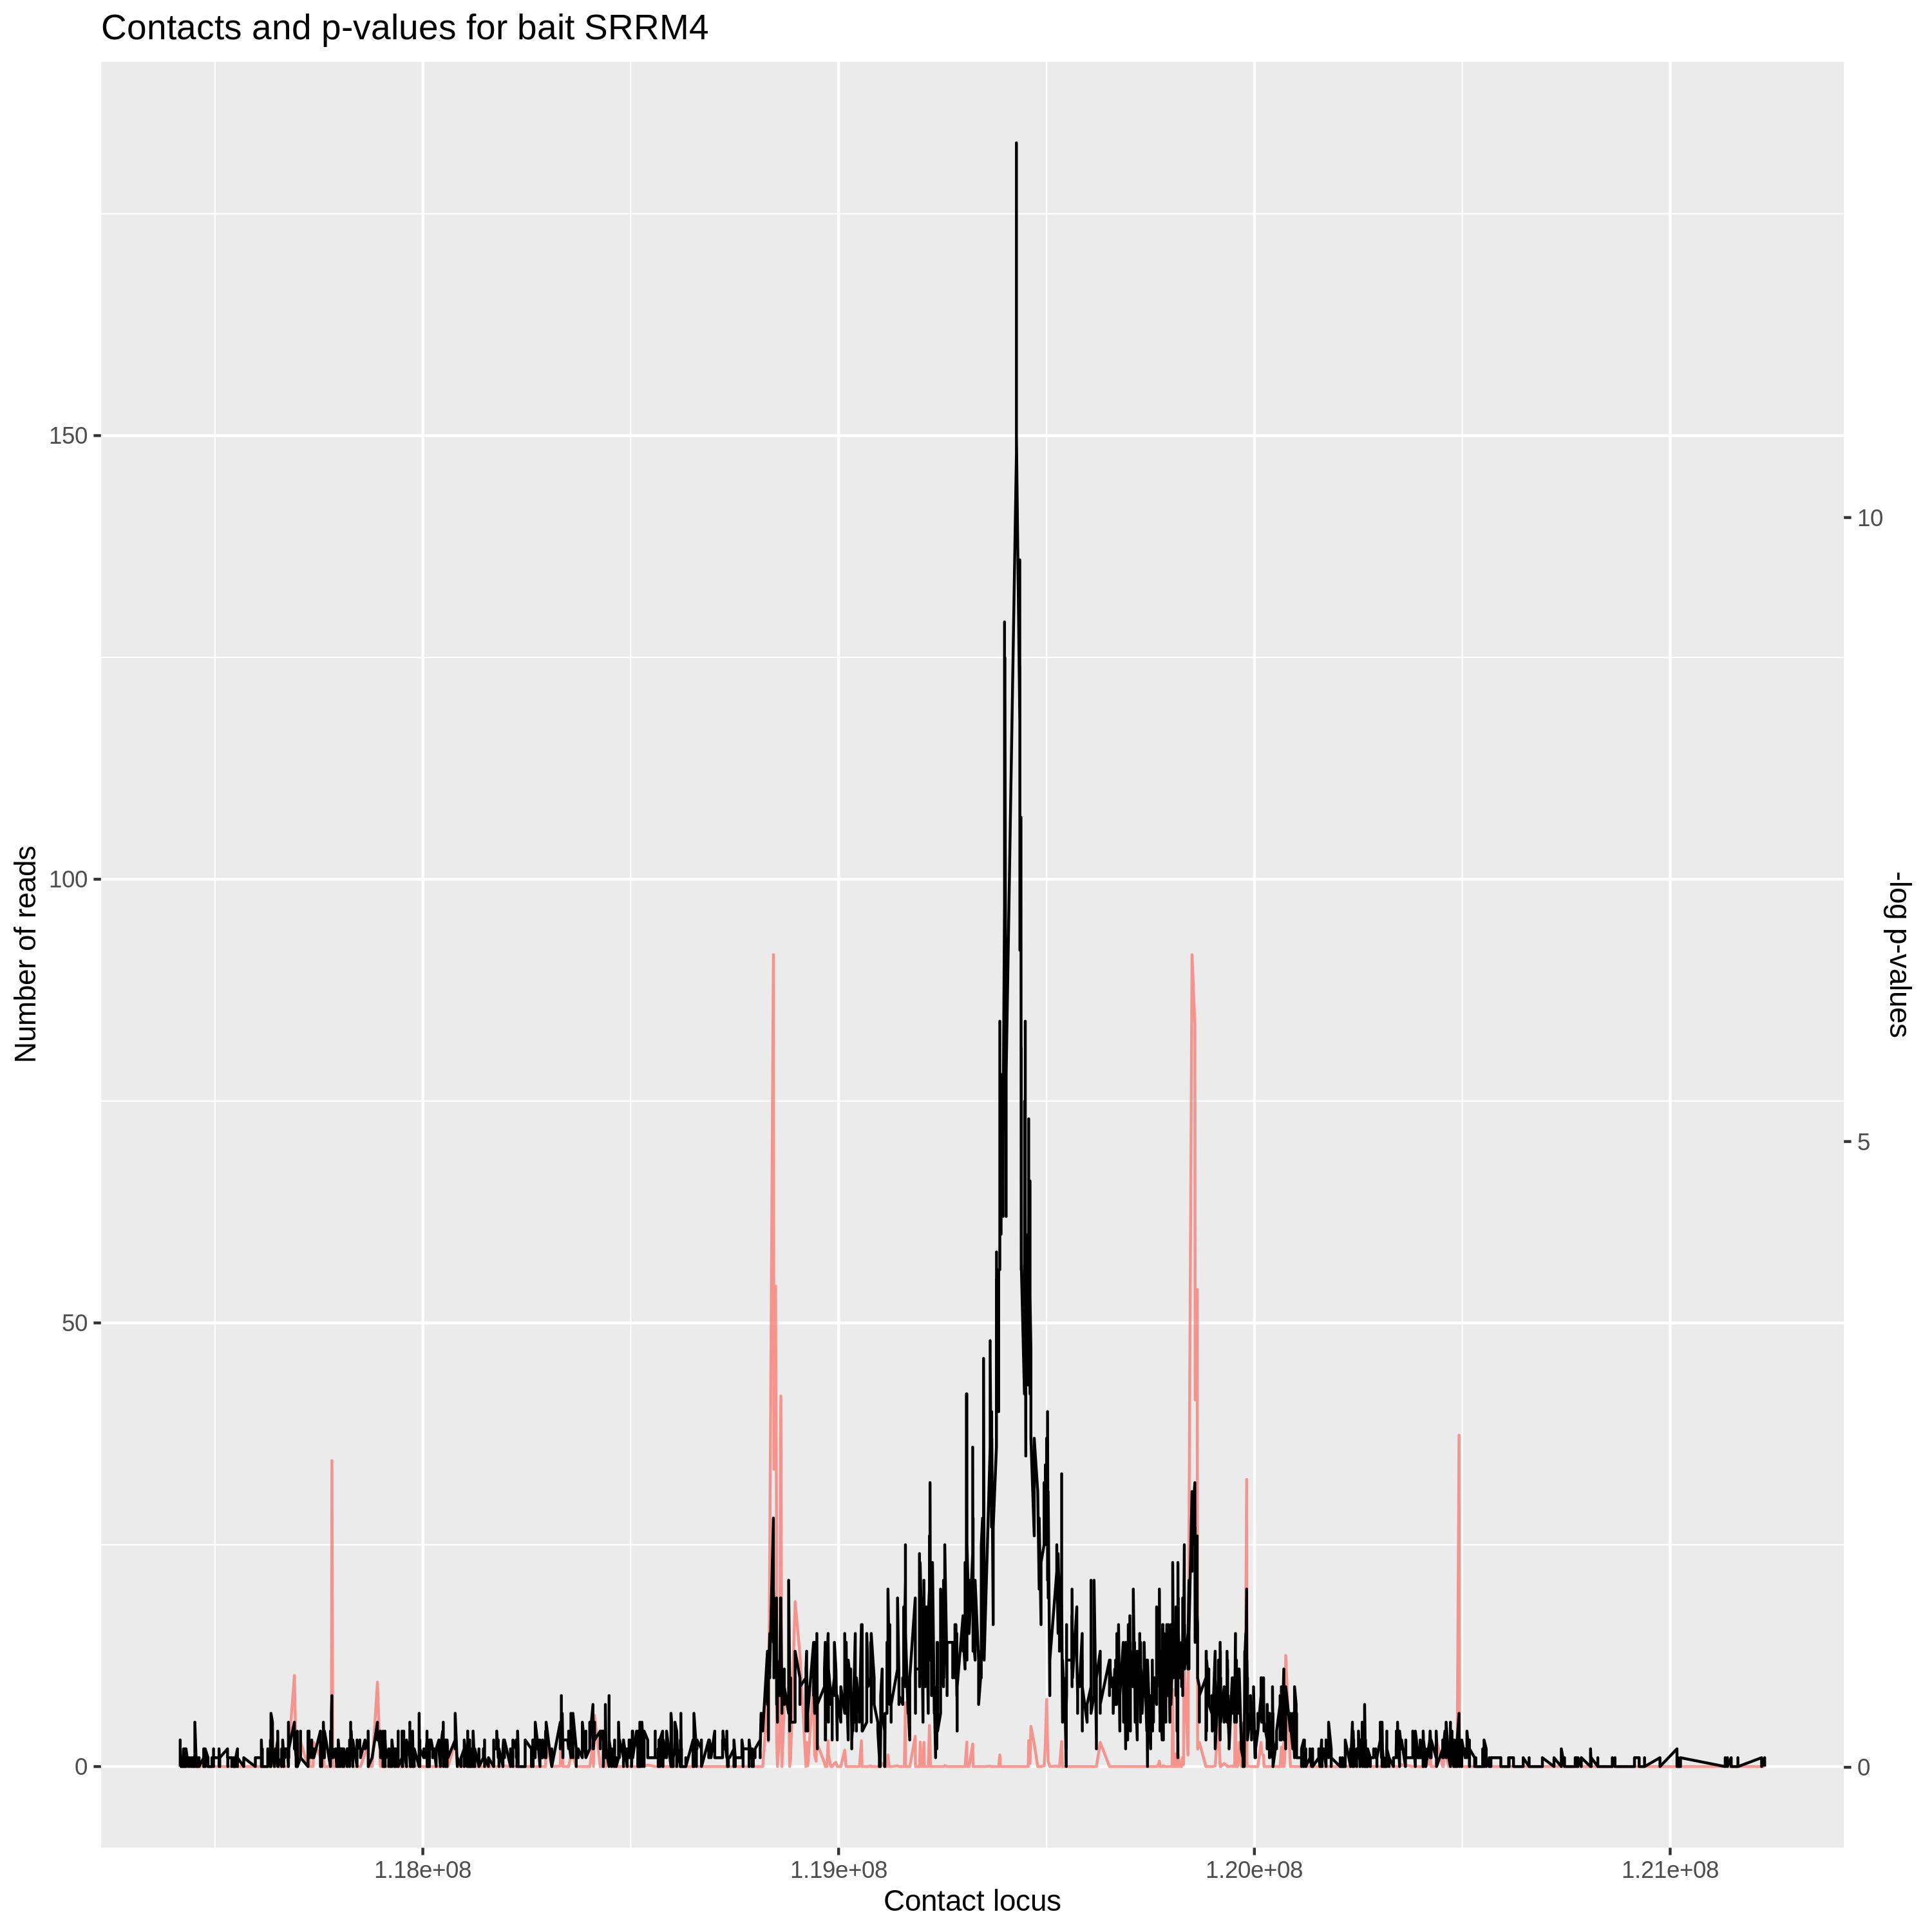 Contacts and p-values for bait SRRM4
Number of reads
150
100
50
0
10
5
0
-log p-values
1.18e+08
1.19e+08
1.20e+08
1.21e+08
Contact locus